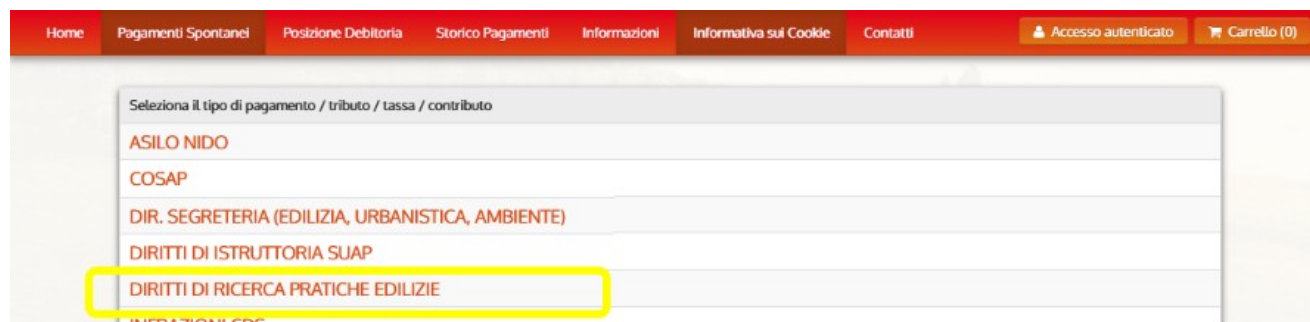 Home Pagamenti Spontanei Posizione Debitoria Storico Pagamenti Informazioni Informativa sui Cookie Contatti Accesso autenticato Carrello (0)
Seleziona il tipo di pagamento / tributo / tassa / contributo
ASILO NIDO
COSAP
DIR. SEGRETERIA (EDILIZIA, URBANISTICA, AMBIENTE)
DIRITTI DI ISTRUTTORIA SUAP
DIRITTI DI RICERCA PRATICHE EDILIZIE